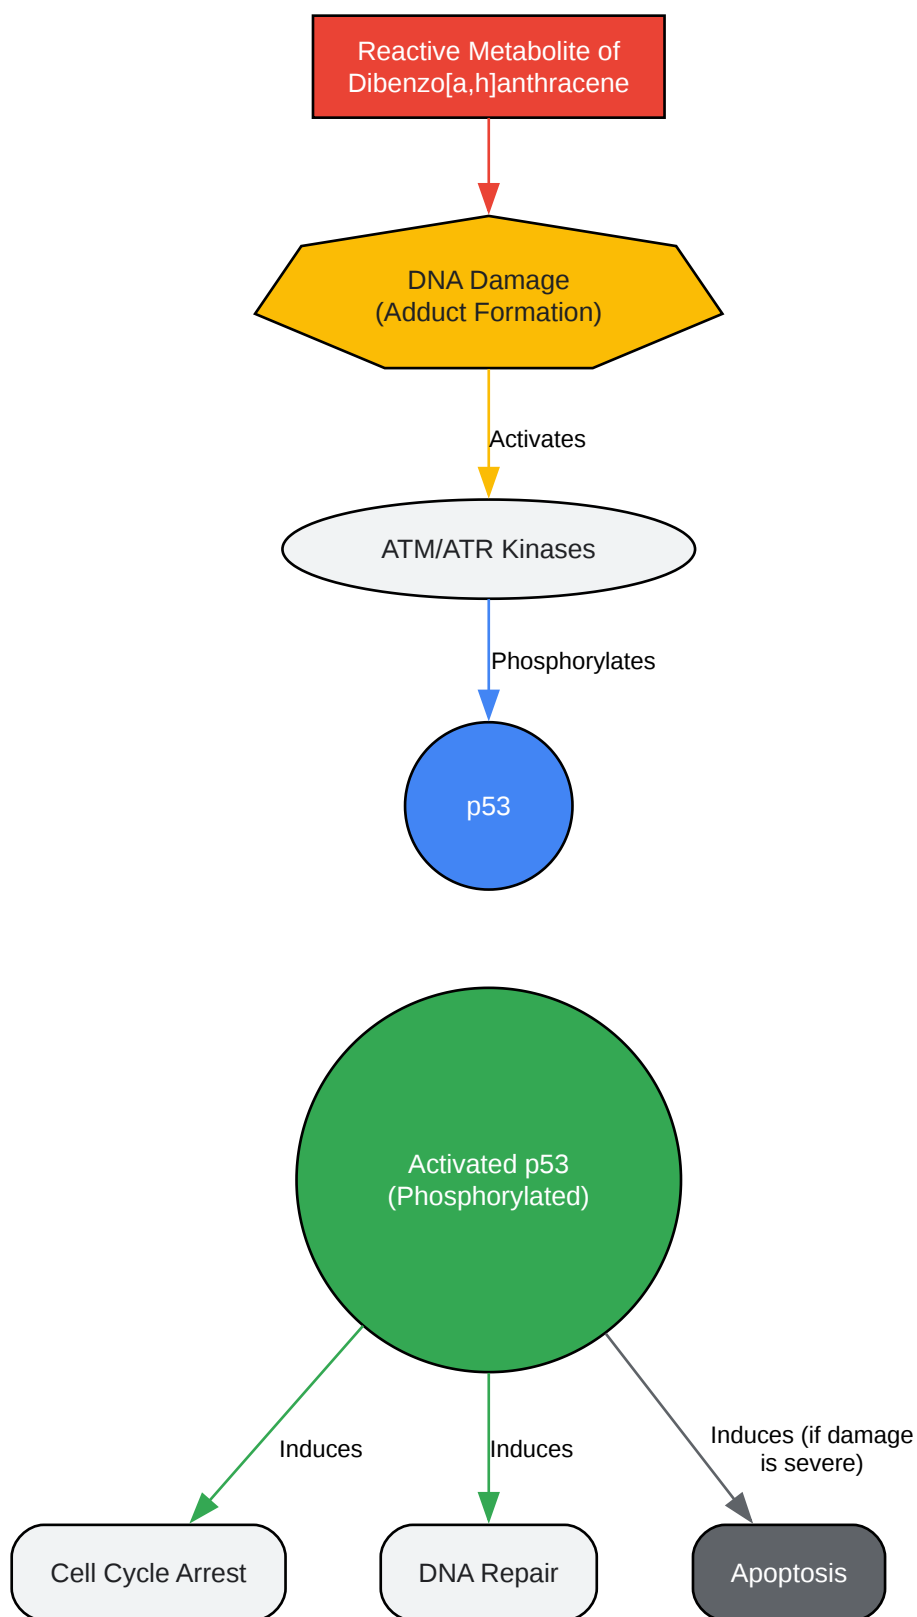 Reactive Metabolite of
Dibenzo[a,h]anthracene
DNA Damage
(Adduct Formation)
Activates
ATM/ATR Kinases
Phosphorylates
p53
Activated p53
(Phosphorylated)
Induces
Induces
Induces (if damage
is severe)
Cell Cycle Arrest
DNA Repair
Apoptosis